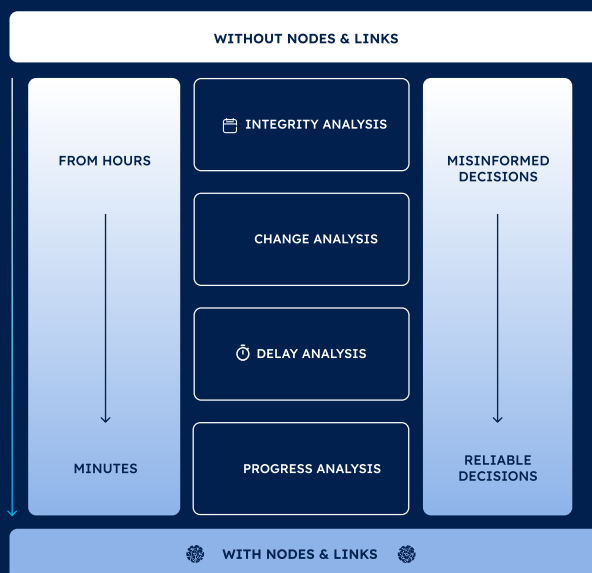 WITHOUT NODES & LINKS
FROM HOURS
MINUTES
INTEGRITY ANALYSIS
CHANGE ANALYSIS
DELAY ANALYSIS
PROGRESS ANALYSIS
MISINFORMED
DECISIONS
RELIABLE
DECISIONS
WITH NODES & LINKS